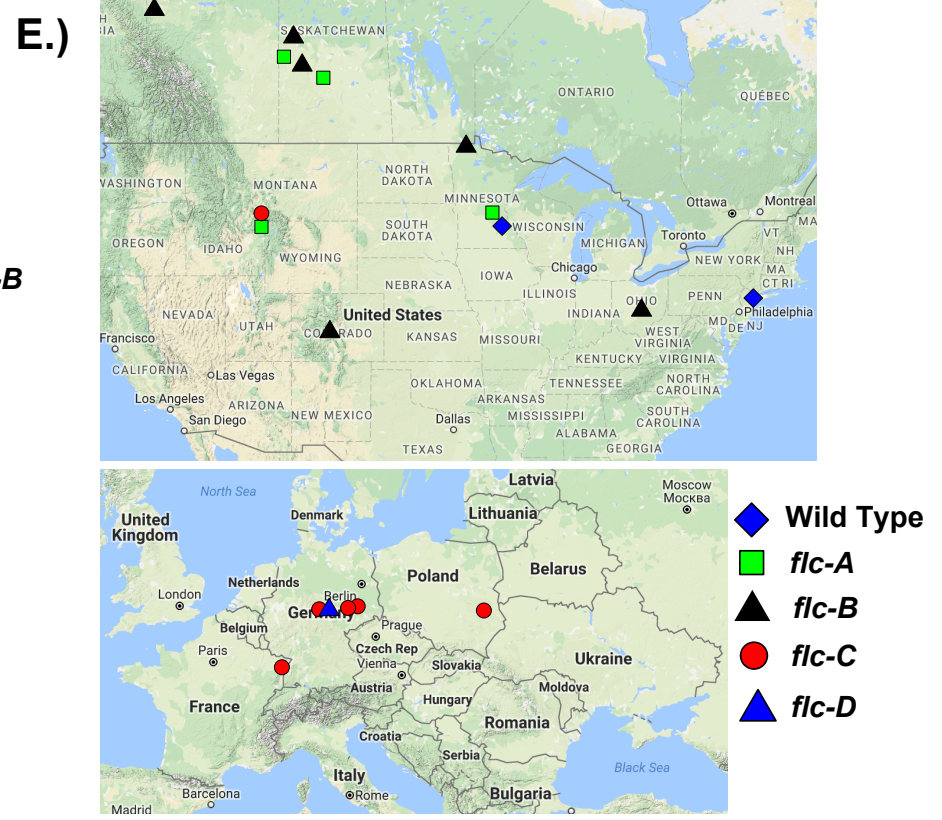 E.)
H
IA
SASKATCHEWAN
ONTARIO
QUÉBEC
WASHINGTON
MONTANA
NORTH
DAKOTA
MINNESOTA
Ottawa
Montreal
MA
OREGON
IDAHO
SOUTH
DAKOTA
WISCONSIN
MICHIGAN
Toronto
VT
NH
WYOMING
NEW YORK
MA
CT RI
-B
NEBRASKA
IOWA
Chicago
ILLINOIS
INDIANA
OHIO
PENN
NEVADA
UTAH
COLORADO
United States
KANSAS
MISSOURI
WEST
VIRGINIA
MD
DE
NJ
Philadelphia
Francisco
CALIFORNIA
Las Vegas
KENTUCKY
VIRGINIA
Los Angeles
ARIZONA
NEW MEXICO
OKLAHOMA
ARKANSAS
TENNESSEE
NORTH
CAROLINA
San Diego
Dallas
MISSISSIPPI
SOUTH
CAROLINA
TEXAS
ALABAMA
GEORGIA
North Sea
Denmark
Latvia
Lithuania
Moscow
Москва
United
Kingdom
London
Netherlands
Berlin
Poland
Belarus
Germany
Belgium
Paris
Prague
Czech Rep
Vienna
Slovakia
Ukraine
Austria
Hungary
Moldova
France
Romania
Croatia
Serbia
Italy
Black Sea
Barcelona
Rome
Bulgaria
Madrid
Wild Type
flc-A
flc-B
flc-C
flc-D